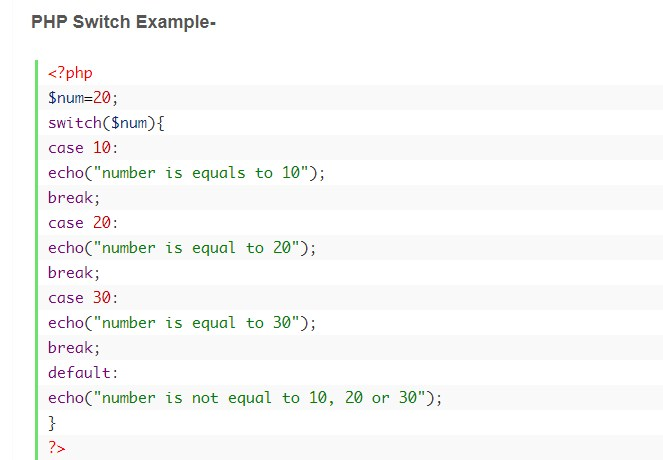 PHP Switch Example-
<?php
$num=20;
switch($num){
case 10:
echo("number is equals to 10");
break;
case 20:
echo("number is equal to 20");
break;
case 30:
echo("number is equal to 30");
break;
default:
echo("number is not equal to 10, 20 or 30");
}
?>